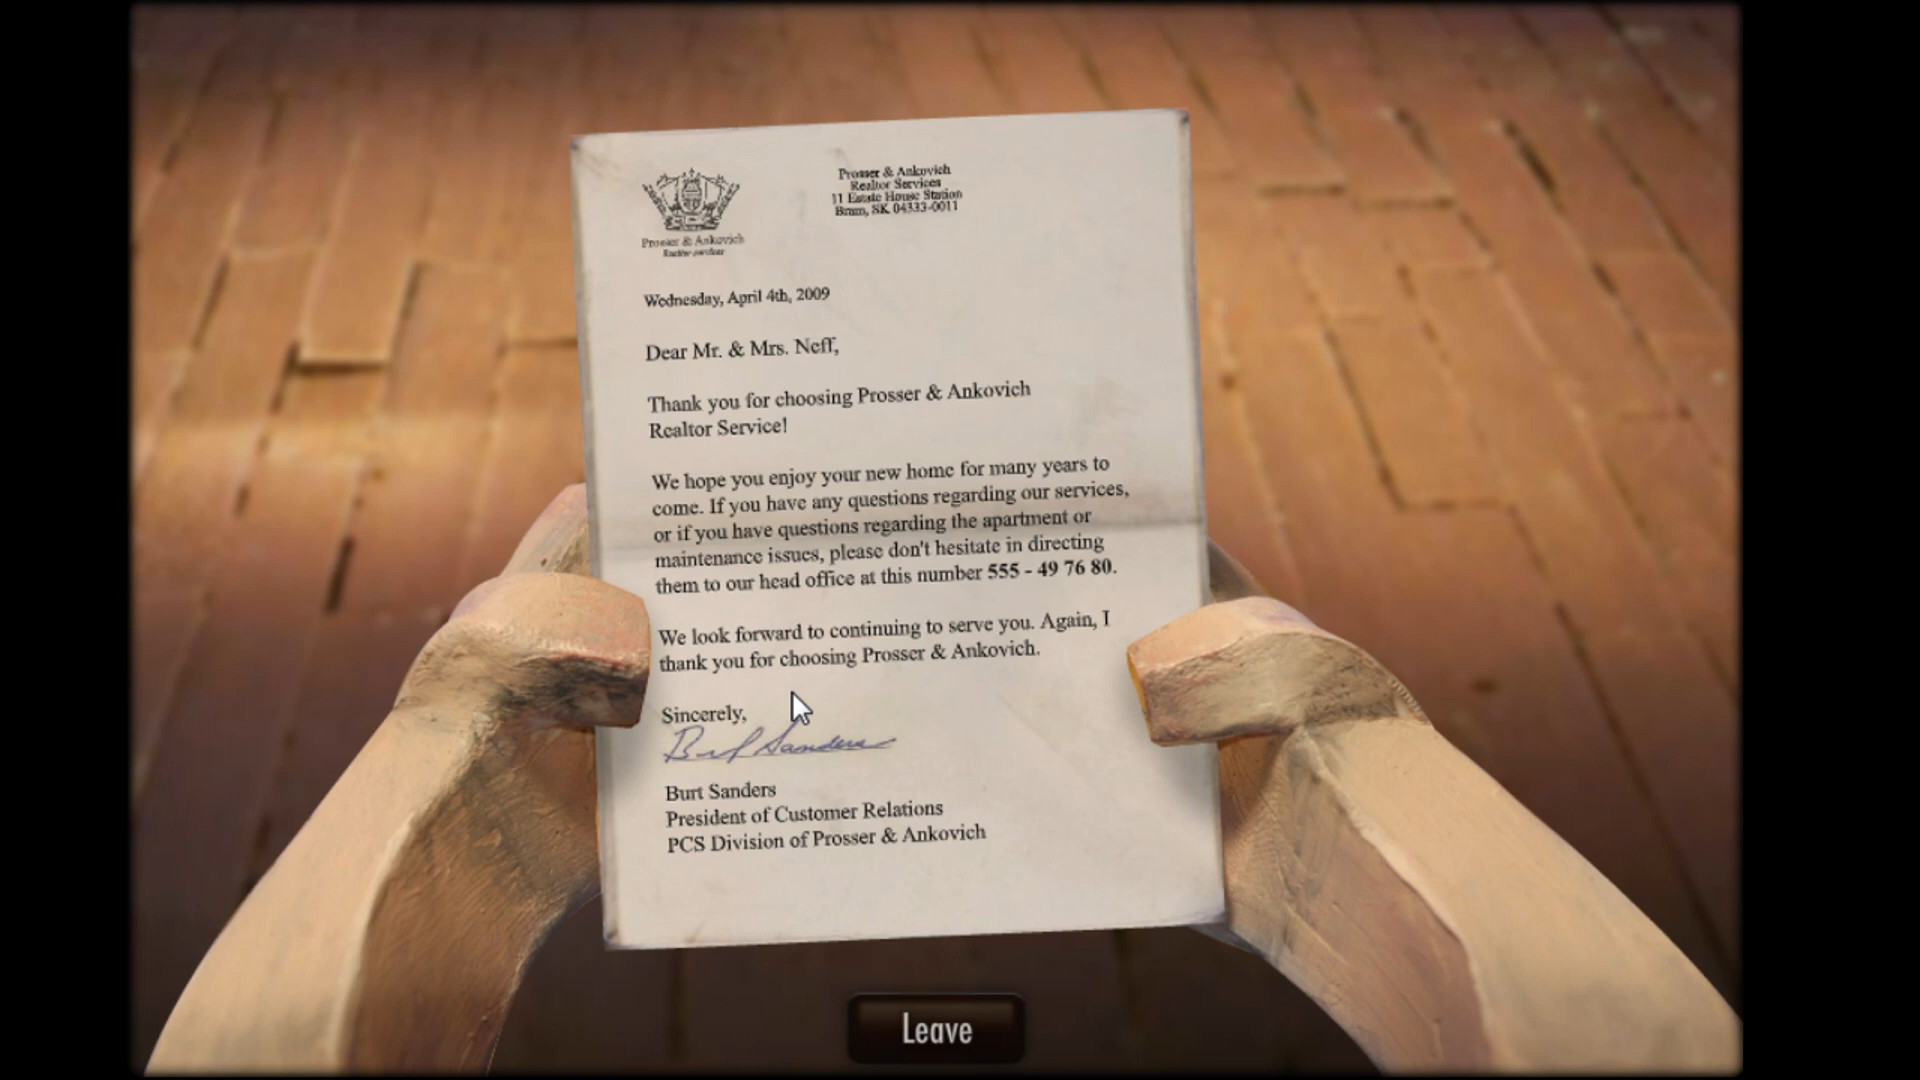 Prosser & Ankovich
Realtor Services
11 Estate House Station
Bram, SK 04333-0011
Prosser & Ankovich
Realtor services
Wednesday, April 4th, 2009
Dear Mr. & Mrs. Neff,
Thank you for choosing Prosser & Ankovich
Realtor Service!
We hope you enjoy your new home for many years to
come. If you have any questions regarding our services,
or if you have questions regarding the apartment or
maintenance issues, please don't hesitate in directing
them to our head office at this number 555 - 49 76 80.
We look forward to continuing to serve you. Again, I
thank you for choosing Prosser & Ankovich.
Sincerely,
Burt Sanders
Burt Sanders
President of Customer Relations
PCS Division of Prosser & Ankovich
Leave